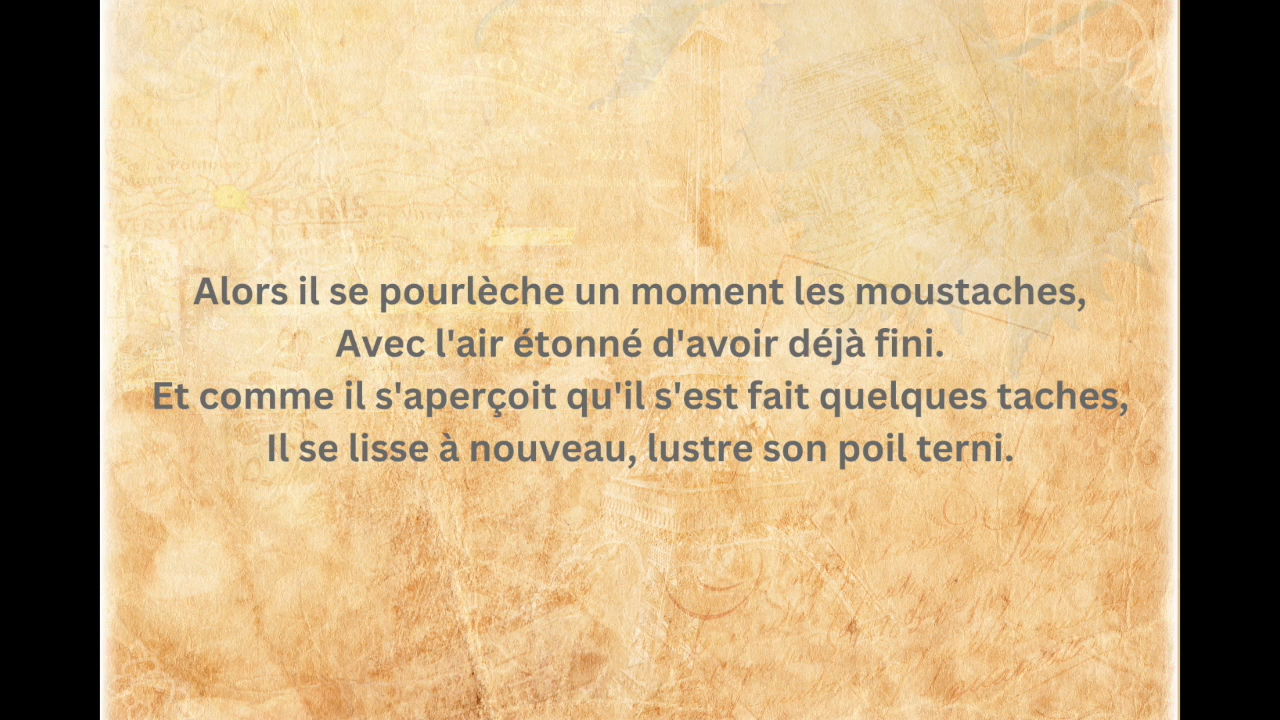 PARIS
Alors il se pourlèche un moment les moustaches,
Avec l'air étonné d'avoir déjà fini.
Et comme il s'aperçoit qu'il s'est fait quelques taches,
Il se lisse à nouveau, lustre son poil terni.